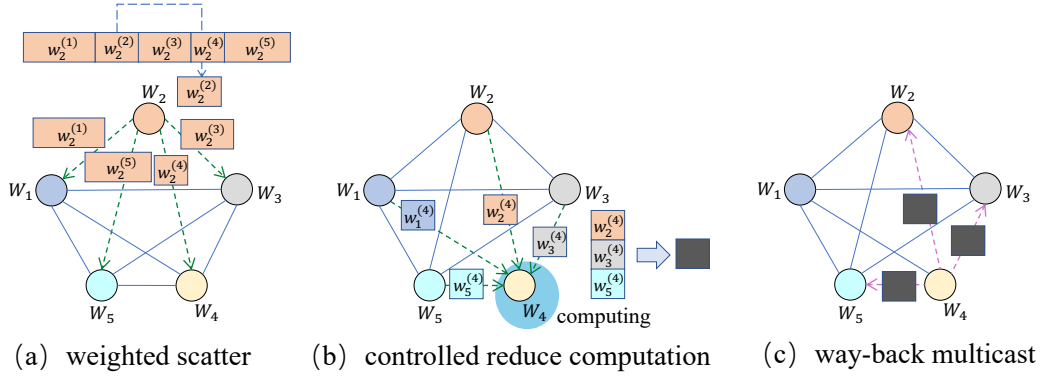 w_2^{(1)} w_2^{(2)} w_2^{(3)} w_2^{(4)} w_2^{(5)}
w_2^{(2)}
W_2
w_2^{(1)} w_2^{(3)}
w_2^{(5)} w_2^{(4)}
W_1 W_3
W_5 W_4
(a) weighted scatter
W_2
W_1 W_3
w_1^{(4)} w_2^{(4)} w_3^{(4)}
w_5^{(4)}
W_5 W_4
w_2^{(4)}
w_3^{(4)}
w_5^{(4)}
computing
(b) controlled reduce computation
W_2
W_1 W_3
W_5 W_4
(c) way-back multicast